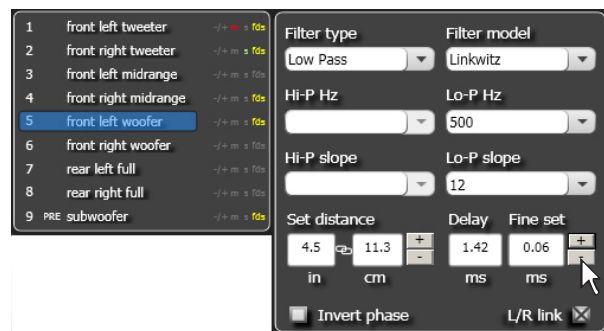 1 front left tweeter -/+ m s fds
2 front right tweeter -/+ m s fds
3 front left midrange -/+ m s fds
4 front right midrange -/+ m s fds
5 front left woofer -/+ m s fds
6 front right woofer -/+ m s fds
7 rear left full -/+ m s fds
8 rear right full -/+ m s fds
9 PRE subwoofer -/+ m s fds
Filter type Filter model
Low Pass Linkwitz
Hi-P Hz Lo-P Hz
500
Hi-P slope Lo-P slope
12
Set distance Delay Fine set
4.5 11.3 + - 1.42 0.06 + -
in cm ms ms
Invert phase L/R link